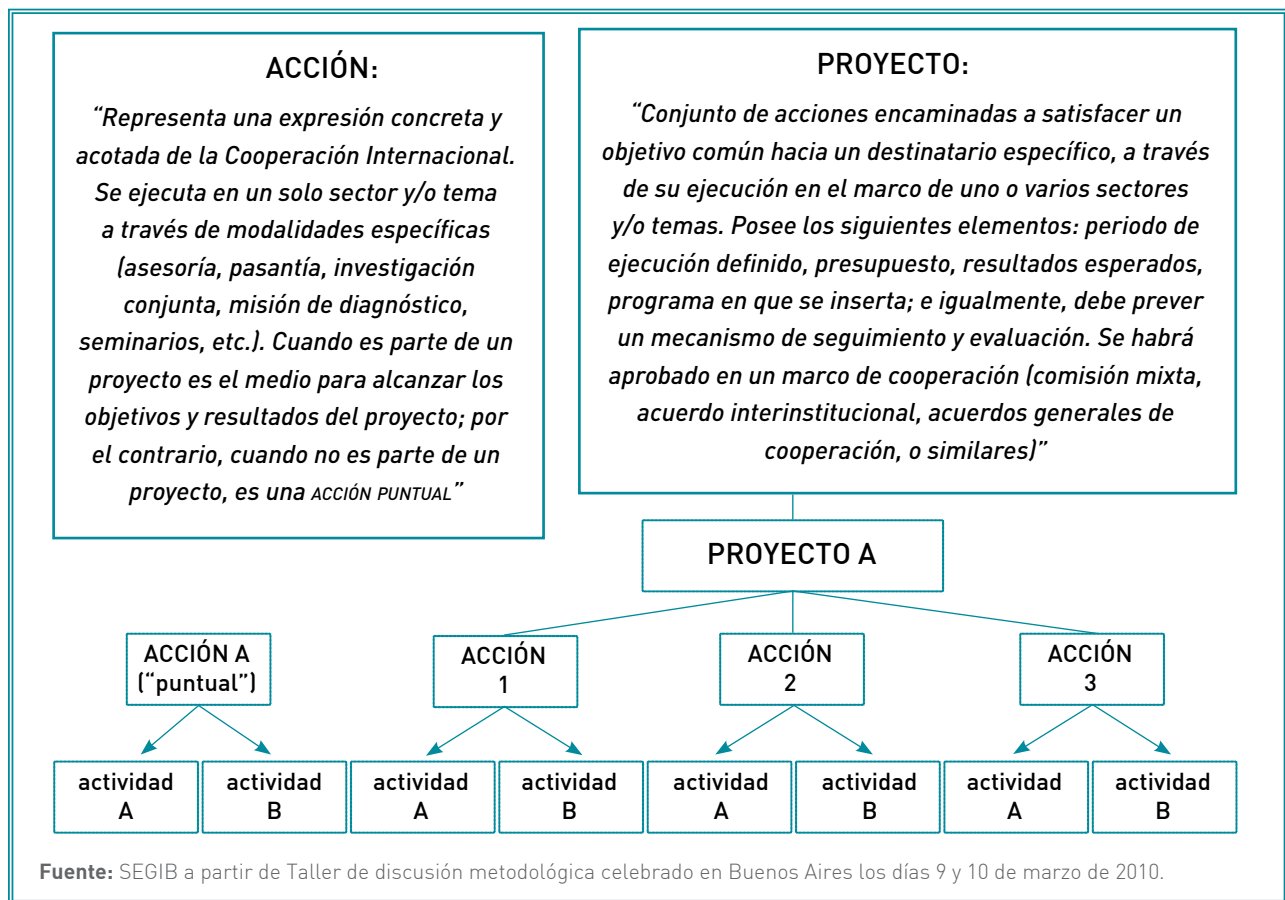 ACCIÓN:
“Representa una expresión concreta y
acotada de la Cooperación Internacional.
Se ejecuta en un solo sector y/o tema
a través de modalidades específicas
(asesoría, pasantía, investigación
conjunta, misión de diagnóstico,
seminarios, etc.). Cuando es parte de un
proyecto es el medio para alcanzar los
objetivos y resultados del proyecto; por
el contrario, cuando no es parte de un
proyecto, es una ACCIÓN PUNTUAL”
PROYECTO:
“Conjunto de acciones encaminadas a satisfacer un
objetivo común hacia un destinatario específico, a través
de su ejecución en el marco de uno o varios sectores
y/o temas. Posee los siguientes elementos: periodo de
ejecución definido, presupuesto, resultados esperados,
programa en que se inserta; e igualmente, debe prever
un mecanismo de seguimiento y evaluación. Se habrá
aprobado en un marco de cooperación (comisión mixta,
acuerdo interinstitucional, acuerdos generales de
cooperación, o similares)”
PROYECTO A
ACCIÓN A
(“puntual”)
ACCIÓN
1
ACCIÓN
2
ACCIÓN
3
actividad
A
actividad
B
actividad
A
actividad
B
actividad
A
actividad
B
actividad
A
actividad
B
Fuente: SEGIB a partir de Taller de discusión metodológica celebrado en Buenos Aires los días 9 y 10 de marzo de 2010.